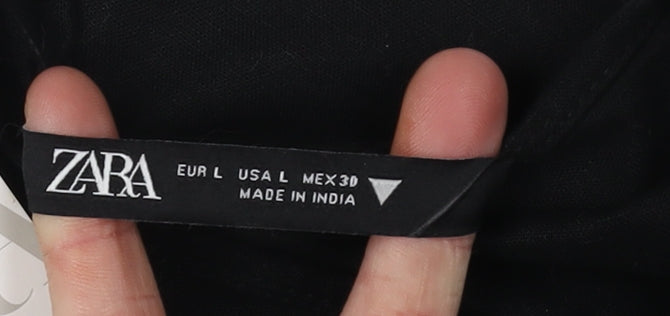 ZARA EUR L USA L MEX 30
MADE IN INDIA